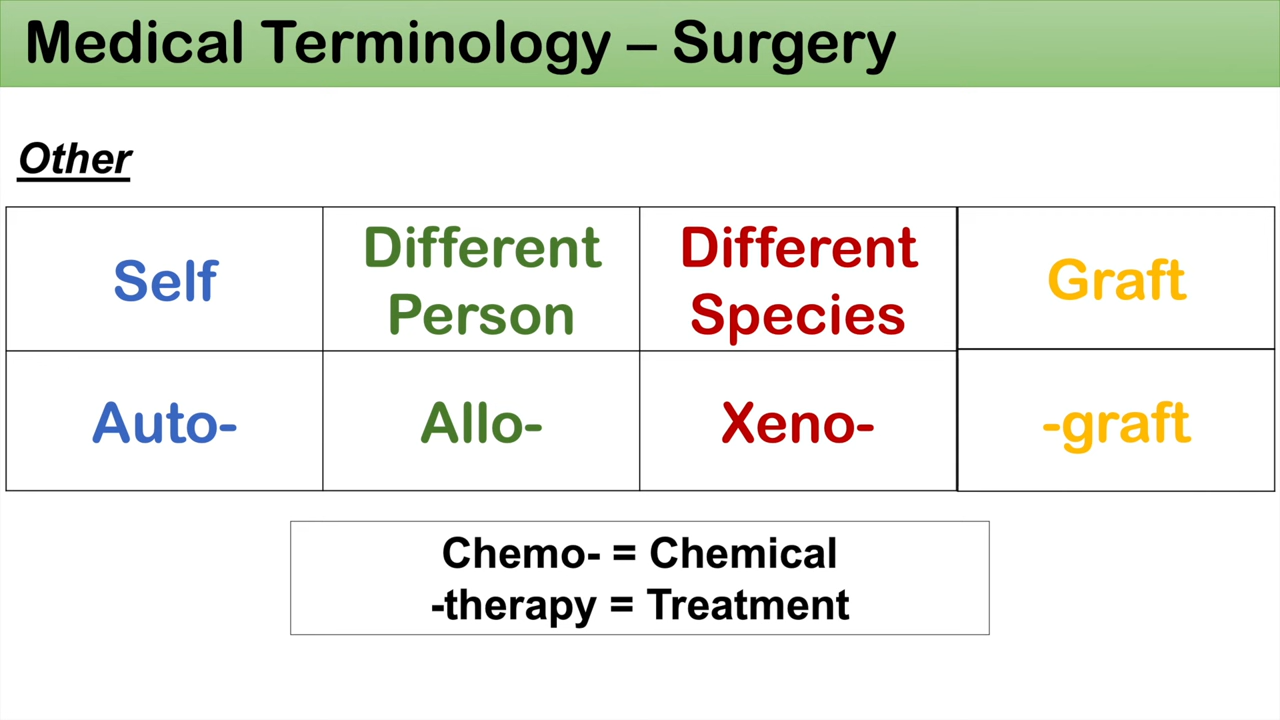 Medical Terminology – Surgery
Other
Self
Different
Person
Different
Species
Graft
Auto-
Allo-
Xeno-
-graft
Chemo- = Chemical
-therapy = Treatment